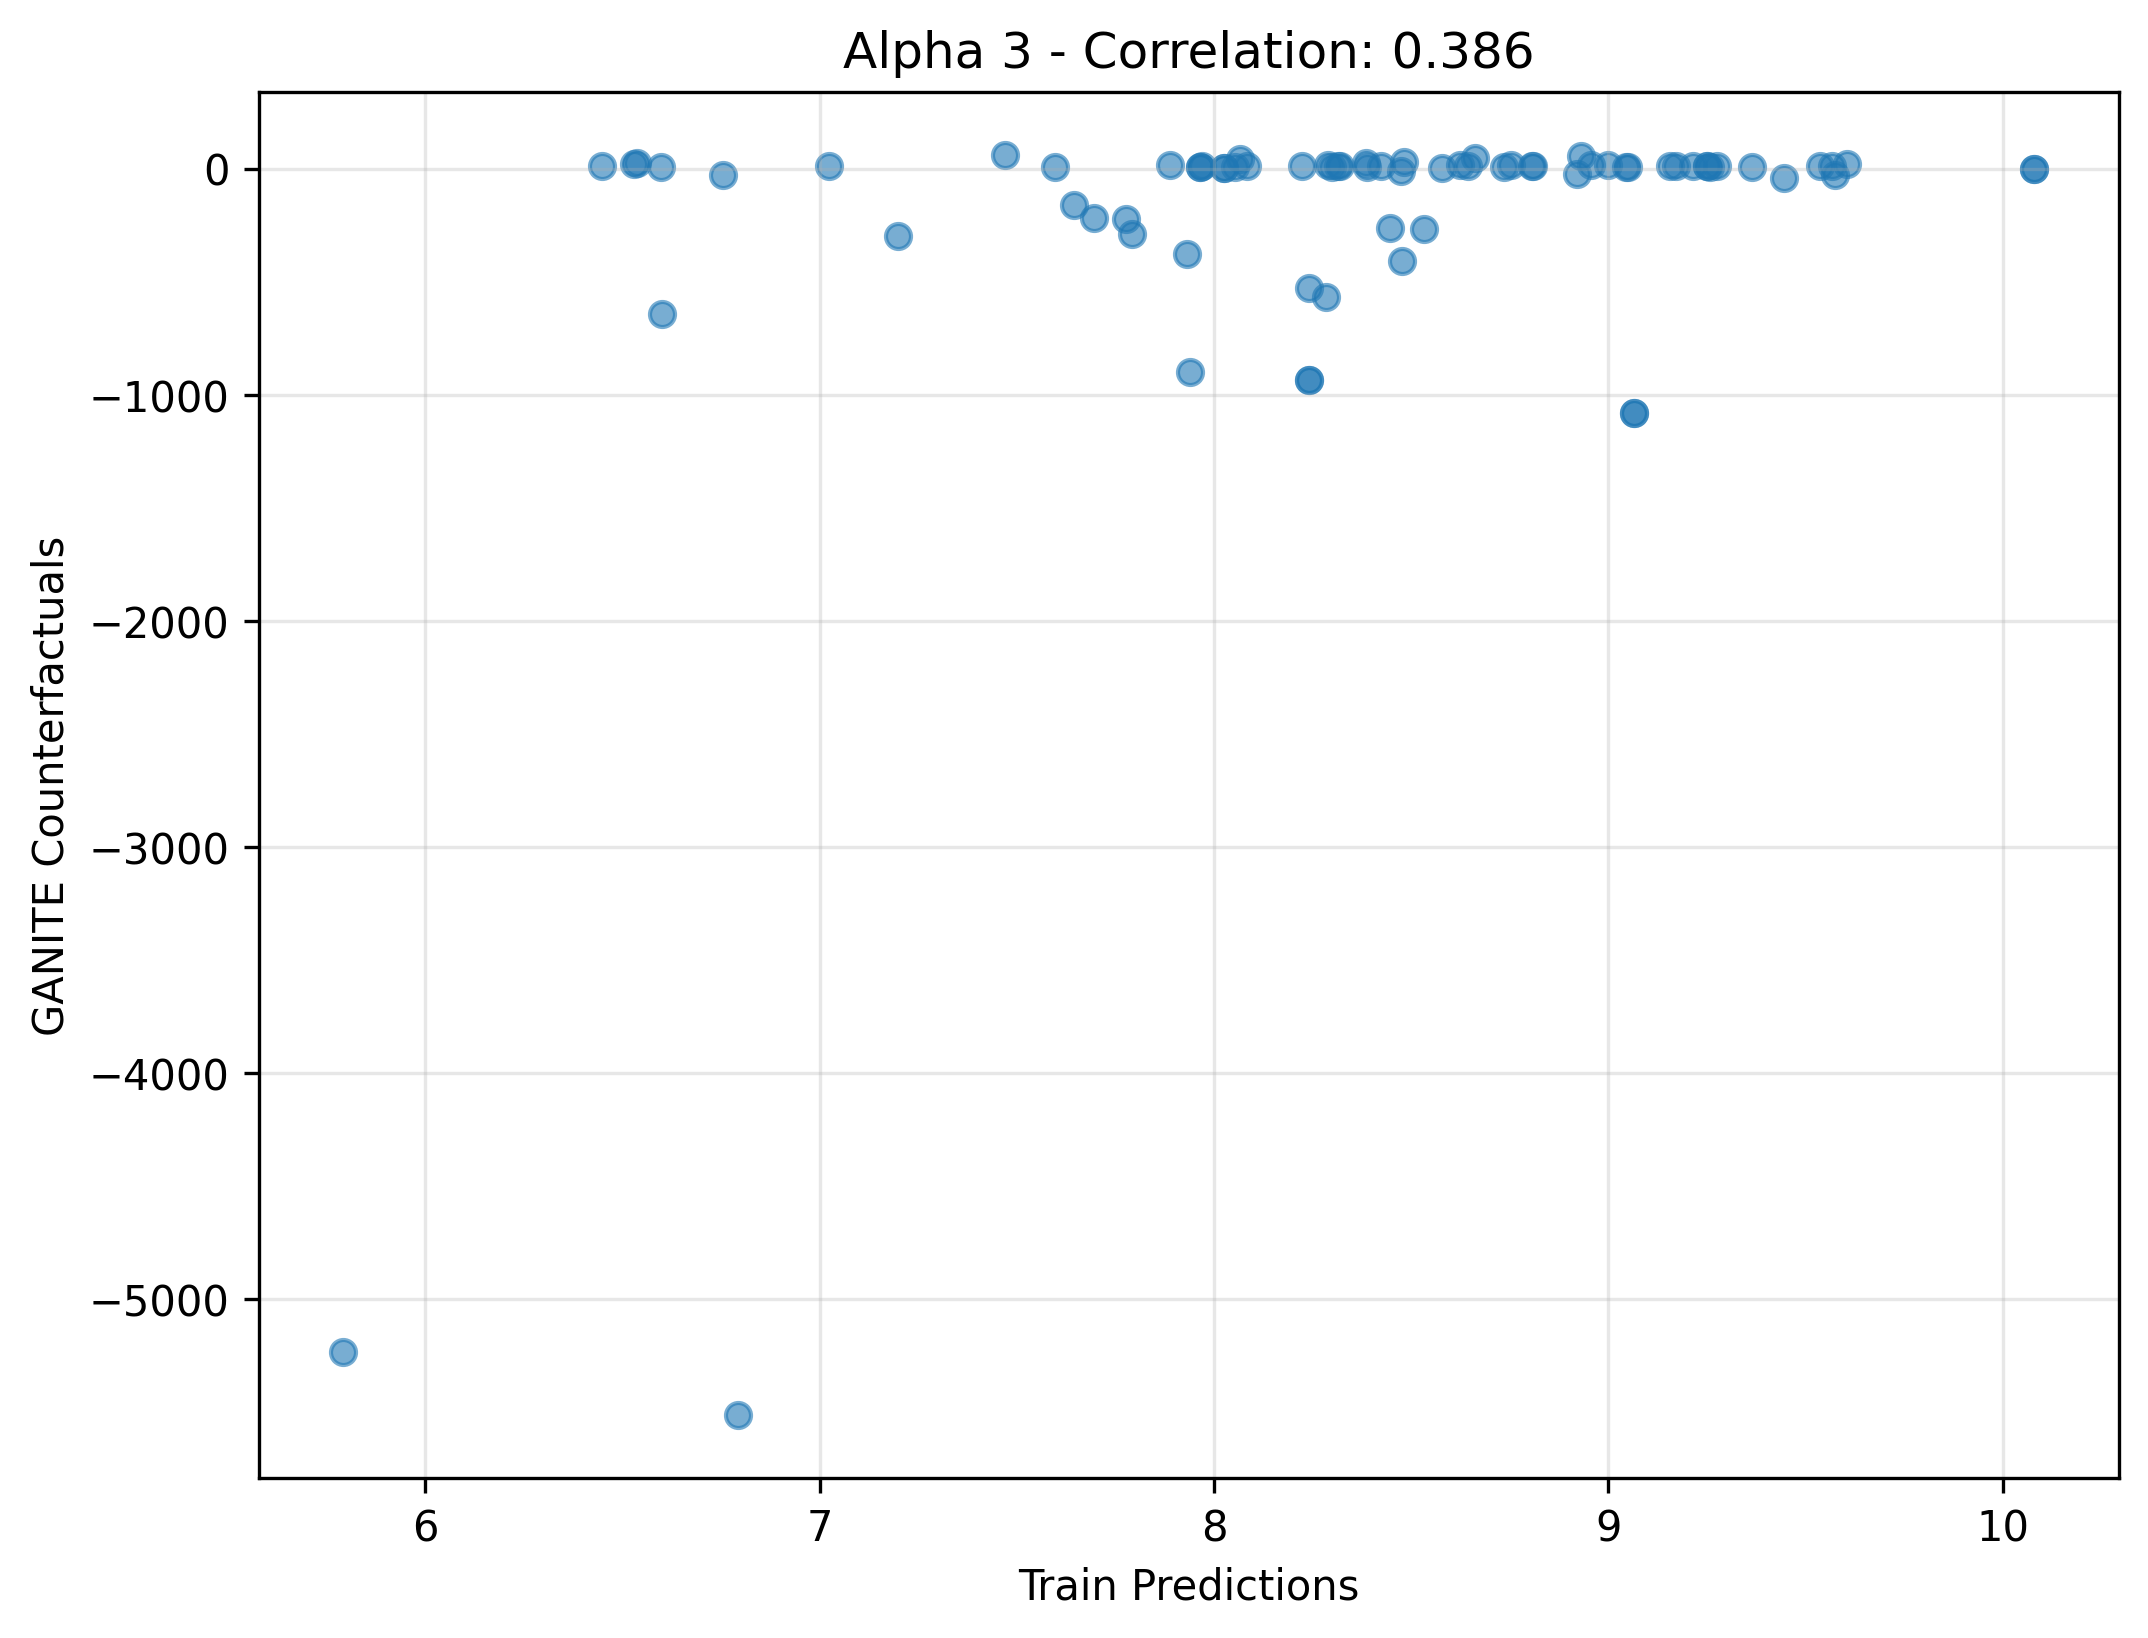 Alpha 3 - Correlation: 0.386
0
−1000
−2000
−3000
−4000
−5000
GANITE Counterfactuals
6 7 8 9 10
Train Predictions